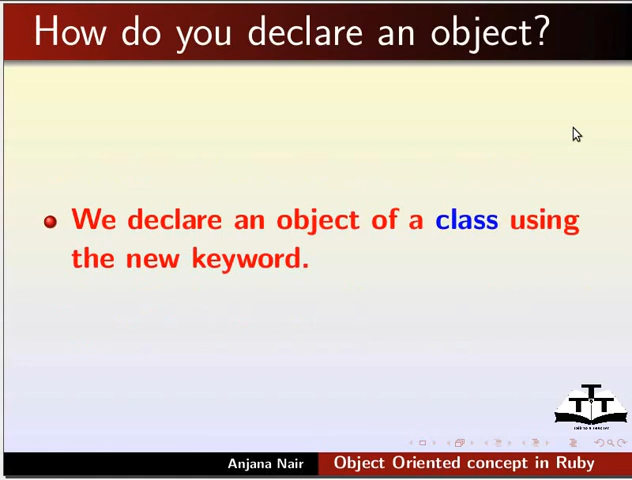 How do you declare an object?
We declare an object of a class using
the new keyword.
TTT
Anjana Nair
Object Oriented concept in Ruby